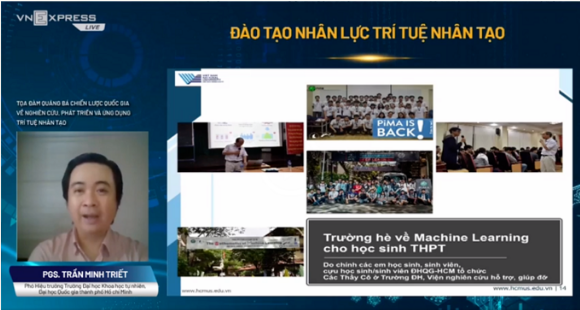 VNEXPRESS
LIVE
ĐÀO TẠO NHÂN LỰC TRÍ TUỆ NHÂN TẠO
TỌA ĐÀM QUẢNG BÁ CHIẾN LƯỢC QUỐC GIA
VỀ NGHIÊN CỨU, PHÁT TRIỂN VÀ ỨNG DỤNG
TRÍ TUỆ NHÂN TẠO
PiMA IS
BACK!
Trường hè về Machine Learning
cho học sinh THPT
Do chính các em học sinh, sinh viên,
cựu học sinh/sinh viên ĐHQG-HCM tổ chức
Các Thầy Cô ở Trường ĐH, Viện nghiên cứu hỗ trợ, giúp đỡ
PGS. TRẦN MINH TRIẾT
Phó Hiệu trưởng Trường Đại học Khoa học tự nhiên,
Đại học Quốc gia thành phố Hồ Chí Minh
www.hcmus.edu.vn
www.hcmus.edu.vn | 14